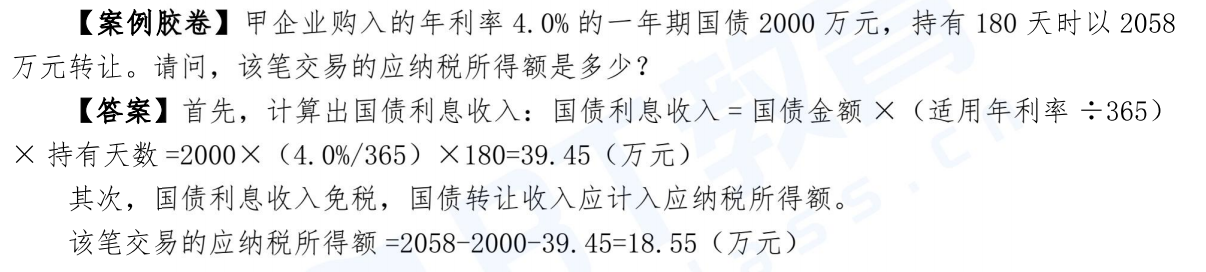 【案例胶卷】甲企业购入的年利率 4.0% 的一年期国债 2000 万元，持有 180 天时以 2058
万元转让。请问，该笔交易的应纳税所得额是多少？
【答案】首先，计算出国债利息收入：国债利息收入 = 国债金额 ×（适用年利率 ÷365）
× 持有天数 =2000×（4.0%/365）×180=39.45（万元）
其次，国债利息收入免税，国债转让收入应计入应纳税所得额。
该笔交易的应纳税所得额 =2058-2000-39.45=18.55（万元）